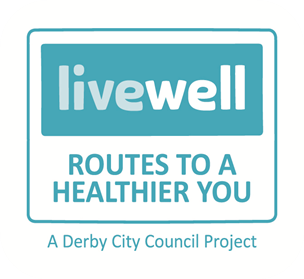 livewell
ROUTES TO A
HEALTHIER YOU
A Derby City Council Project